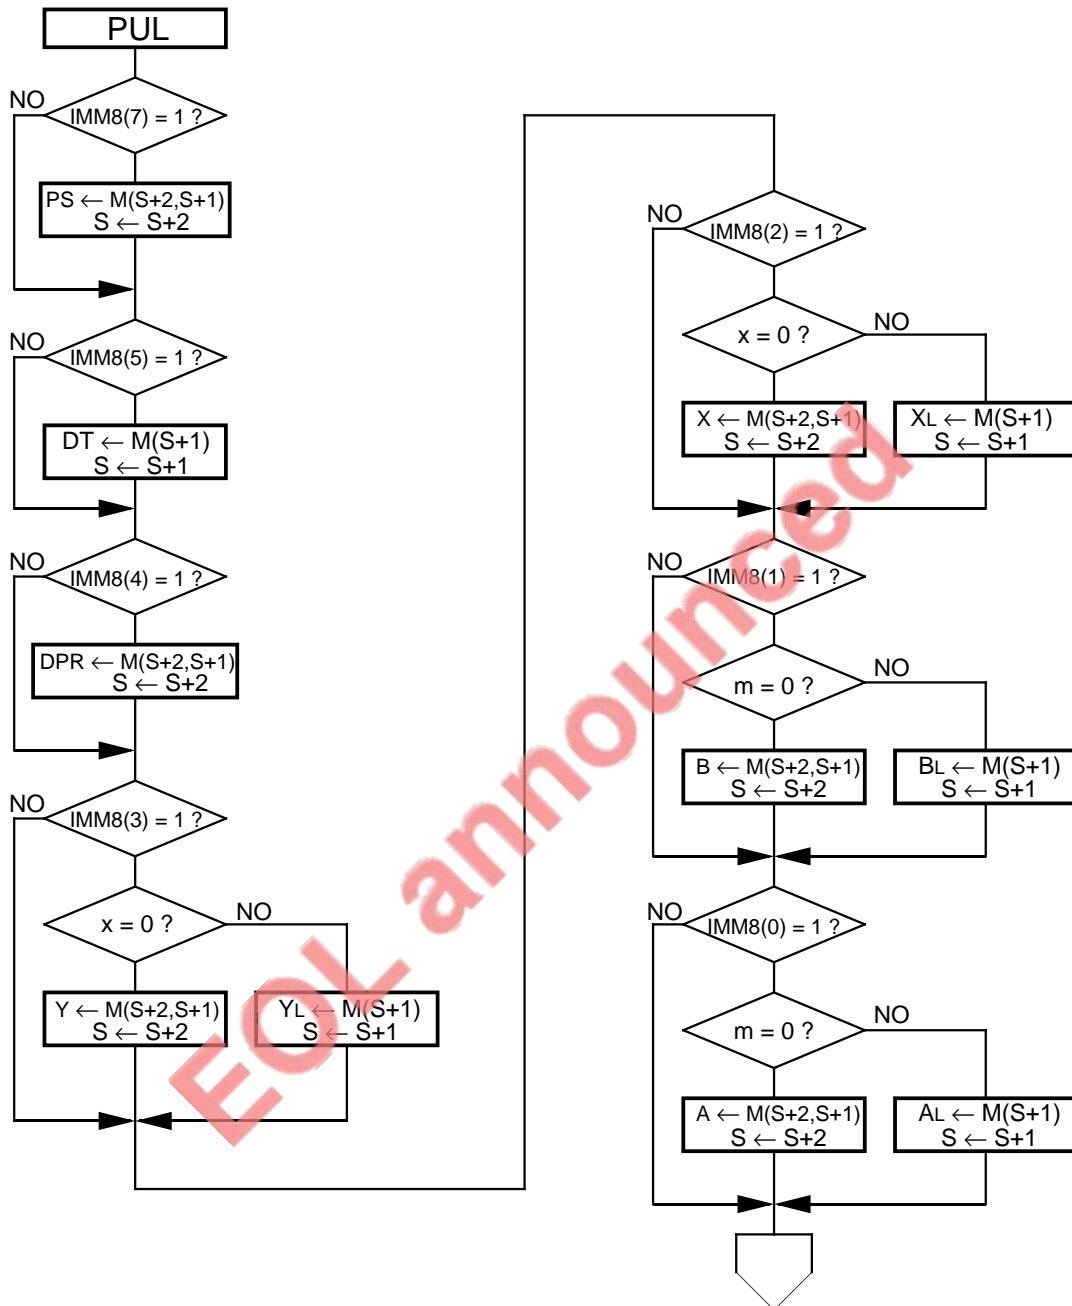 PUL
NO
IMM8(7) = 1 ?
PS ← M(S+2,S+1)
S ← S+2
NO
IMM8(5) = 1 ?
DT ← M(S+1)
S ← S+1
NO
IMM8(4) = 1 ?
DPR ← M(S+2,S+1)
S ← S+2
NO
IMM8(3) = 1 ?
x = 0 ?
NO
Y ← M(S+2,S+1)
S ← S+2
YL ← M(S+1)
S ← S+1
NO
IMM8(2) = 1 ?
x = 0 ?
NO
X ← M(S+2,S+1)
S ← S+2
XL ← M(S+1)
S ← S+1
NO
IMM8(1) = 1 ?
m = 0 ?
NO
B ← M(S+2,S+1)
S ← S+2
BL ← M(S+1)
S ← S+1
NO
IMM8(0) = 1 ?
m = 0 ?
NO
A ← M(S+2,S+1)
S ← S+2
AL ← M(S+1)
S ← S+1
EOL announced